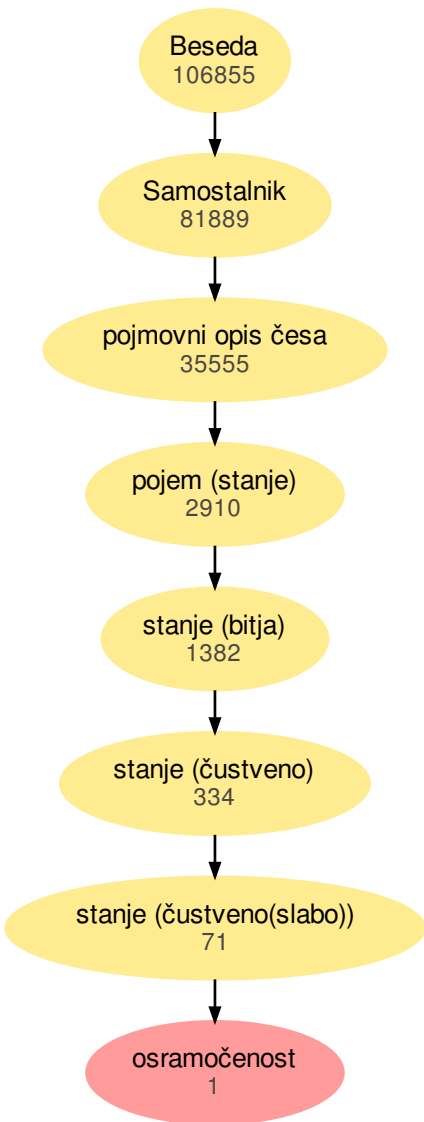 Beseda
106855
Samostalnik
81889
pojmovni opis česa
35555
pojem (stanje)
2910
stanje (bitja)
1382
stanje (čustveno)
334
stanje (čustveno(slabo))
71
osramočenost
1